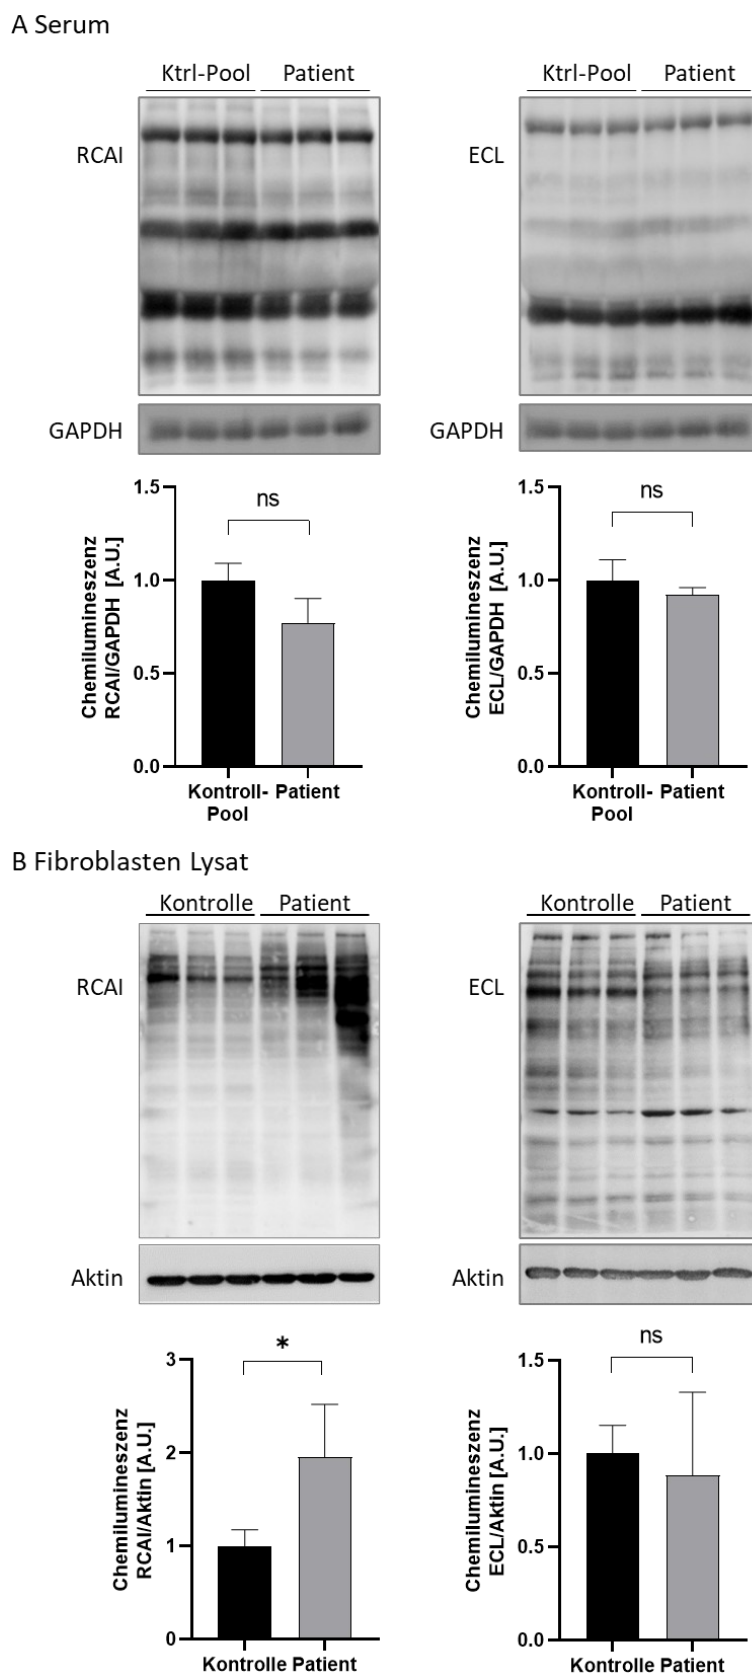 A Serum
Ktrl-Pool Patient
RCAI
GAPDH
1.5
1.0
0.5
0.0
Chemilumineszenz
RCAI/GAPDH [A.U.]
ns
Kontroll- Patient
Pool
Ktrl-Pool Patient
ECL
GAPDH
1.5
1.0
0.5
0.0
Chemilumineszenz
ECL/GAPDH [A.U.]
ns
Kontroll- Patient
Pool
B Fibroblasten Lysat
Kontrolle Patient
RCAI
Aktin
3
2
1
0
Chemilumineszenz
RCAI/Aktin [A.U.]
*
Kontrolle Patient
Kontrolle Patient
ECL
Aktin
1.5
1.0
0.5
0.0
Chemilumineszenz
ECL/Aktin [A.U.]
ns
Kontrolle Patient